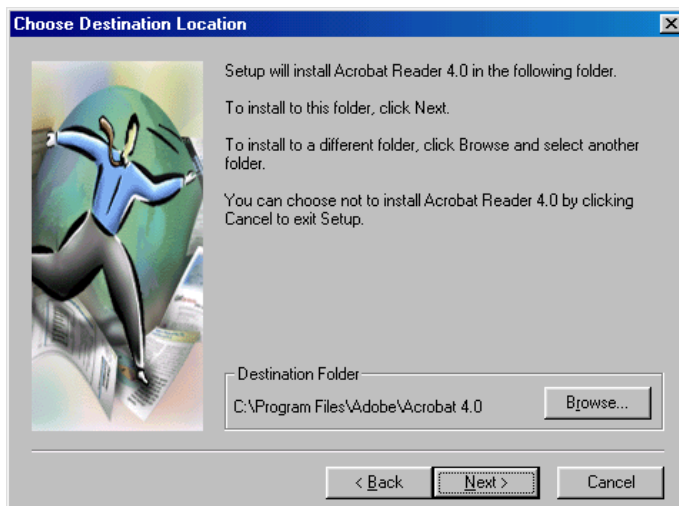 Choose Destination Location
Setup will install Acrobat Reader 4.0 in the following folder.
To install to this folder, click Next.
To install to a different folder, click Browse and select another
folder.
You can choose not to install Acrobat Reader 4.0 by clicking
Cancel to exit Setup.
Destination Folder
C:\Program Files\Adobe\Acrobat 4.0
Browse...
< Back
Next >
Cancel